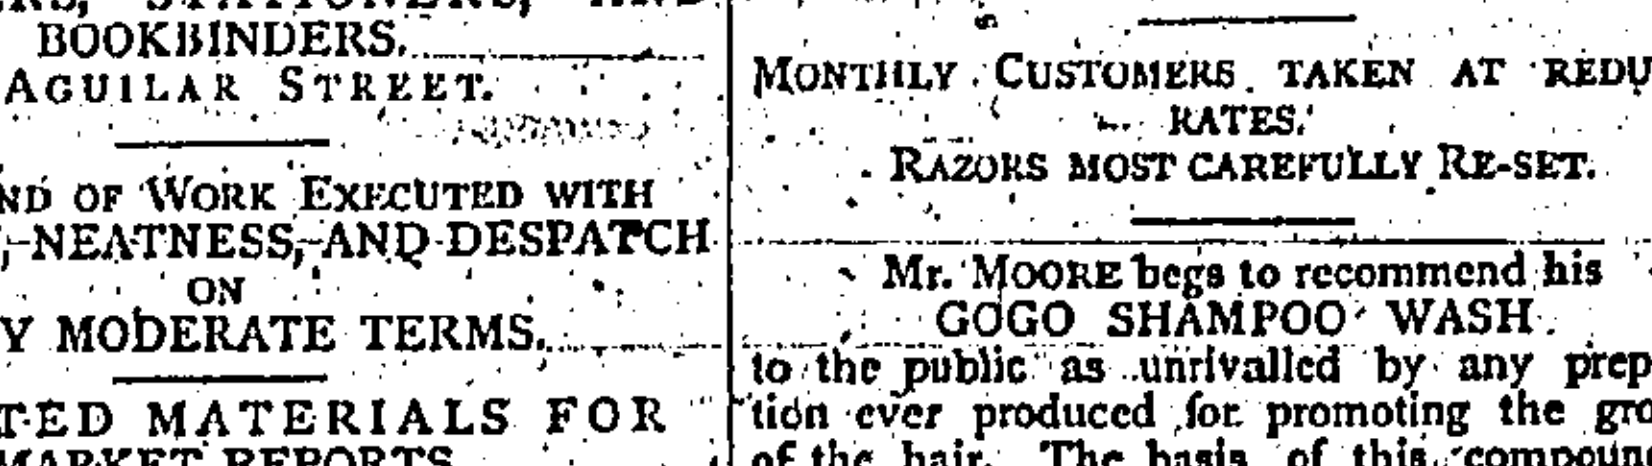 BOOKBINDERS.
AGUILAR STREET.
ND OF WORK EXECUTED WITH
, NEATNESS, AND DESPATCH
ON
Y MODERATE TERMS.
TED MATERIALS FOR
MARKET REPORTS
MONTHLY CUSTOMERS TAKEN AT REDU
RATES.
RAZORS MOST CAREFULLY RE-SET.
Mr. MOORE begs to recommend his
GOGO SHAMPOO WASH
to the public as unrivalled by any prep
tion ever produced for promoting the gro
of the hair. The basis of this compoun